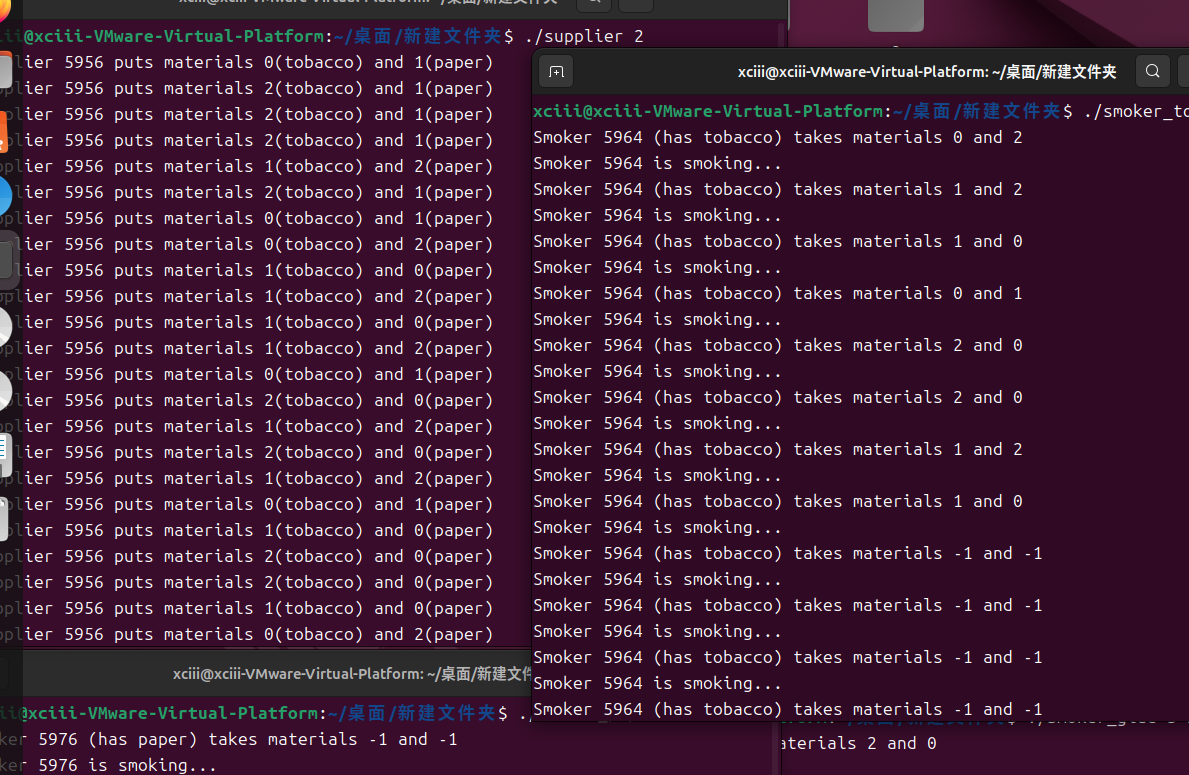 xciii@xciii-VMware-Virtual-Platform: ~/桌面/新建文件夹
@xciii-VMware-Virtual-Platform:~/桌面/新建文件夹$ ./supplier 2
plier 5956 puts materials 0(tobacco) and 1(paper)
plier 5956 puts materials 2(tobacco) and 1(paper)
plier 5956 puts materials 2(tobacco) and 1(paper)
plier 5956 puts materials 2(tobacco) and 1(paper)
plier 5956 puts materials 1(tobacco) and 2(paper)
plier 5956 puts materials 2(tobacco) and 1(paper)
plier 5956 puts materials 0(tobacco) and 1(paper)
plier 5956 puts materials 0(tobacco) and 2(paper)
plier 5956 puts materials 1(tobacco) and 0(paper)
plier 5956 puts materials 1(tobacco) and 2(paper)
plier 5956 puts materials 1(tobacco) and 0(paper)
plier 5956 puts materials 1(tobacco) and 2(paper)
plier 5956 puts materials 0(tobacco) and 1(paper)
plier 5956 puts materials 2(tobacco) and 0(paper)
plier 5956 puts materials 1(tobacco) and 2(paper)
plier 5956 puts materials 2(tobacco) and 0(paper)
plier 5956 puts materials 1(tobacco) and 2(paper)
plier 5956 puts materials 0(tobacco) and 1(paper)
plier 5956 puts materials 1(tobacco) and 0(paper)
plier 5956 puts materials 2(tobacco) and 0(paper)
plier 5956 puts materials 2(tobacco) and 0(paper)
plier 5956 puts materials 1(tobacco) and 0(paper)
plier 5956 puts materials 0(tobacco) and 2(paper)
xciii@xciii-VMware-Virtual-Platform: ~/桌面/新建文件夹
xciii@xciii-VMware-Virtual-Platform:~/桌面/新建文件夹$ ./smoker_to
Smoker 5964 (has tobacco) takes materials 0 and 2
Smoker 5964 is smoking...
Smoker 5964 (has tobacco) takes materials 1 and 2
Smoker 5964 is smoking...
Smoker 5964 (has tobacco) takes materials 1 and 0
Smoker 5964 is smoking...
Smoker 5964 (has tobacco) takes materials 0 and 1
Smoker 5964 is smoking...
Smoker 5964 (has tobacco) takes materials 2 and 0
Smoker 5964 is smoking...
Smoker 5964 (has tobacco) takes materials 2 and 0
Smoker 5964 is smoking...
Smoker 5964 (has tobacco) takes materials 1 and 2
Smoker 5964 is smoking...
Smoker 5964 (has tobacco) takes materials 1 and 0
Smoker 5964 is smoking...
Smoker 5964 (has tobacco) takes materials -1 and -1
Smoker 5964 is smoking...
Smoker 5964 (has tobacco) takes materials -1 and -1
Smoker 5964 is smoking...
Smoker 5964 (has tobacco) takes materials -1 and -1
Smoker 5964 is smoking...
Smoker 5964 (has tobacco) takes materials -1 and -1
xciii@xciii-VMware-Virtual-Platform: ~/桌面/新建文件
@xciii-VMware-Virtual-Platform:~/桌面/新建文件夹$ ./
ker 5976 (has paper) takes materials -1 and -1
ker 5976 is smoking...
aterials 2 and 0